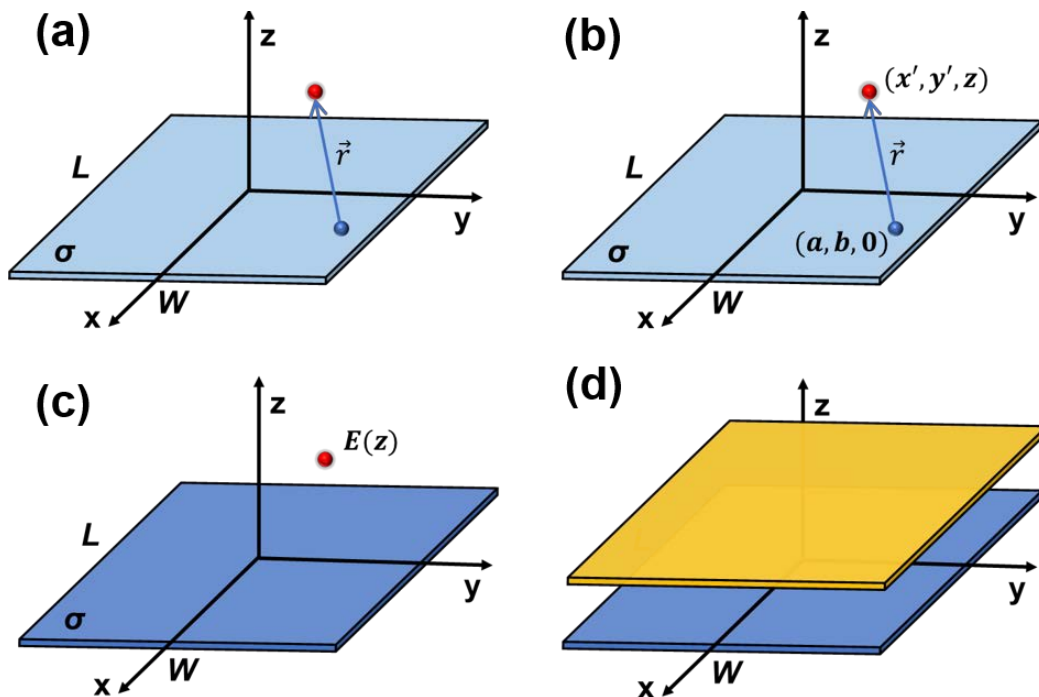 (a)
z
r⃗
L
y
σ
W
x
(b)
z
(x′, y′, z)
r⃗
L
y
(a, b, 0)
σ
W
x
(c)
z
E(z)
L
y
σ
W
x
(d)
z
y
W
x